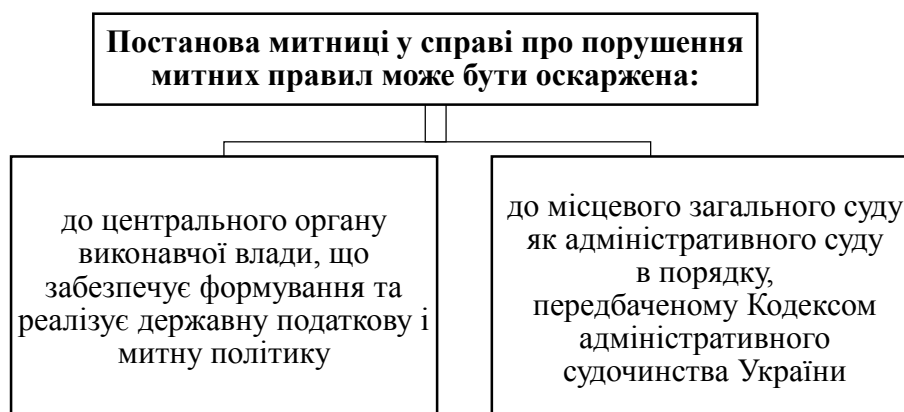 Постанова митниці у справі про порушення
митних правил може бути оскаржена:
до центрального органу
виконавчої влади, що
забезпечує формування та
реалізує державну податкову і
митну політику
до місцевого загального суду
як адміністративного суду
в порядку,
передбаченому Кодексом
адміністративного
судочинства України